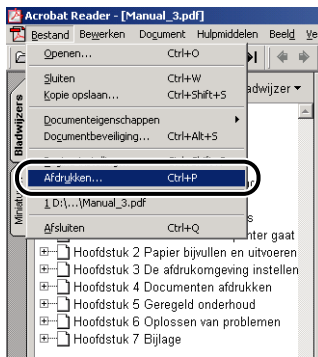 Acrobat Reader - [Manual_3.pdf]
Bestand Bewerken Document Hulpmiddelen Beeld Ve
Openen... Ctrl+O
Sluiten Ctrl+W
Kopie opslaan... Ctrl+Shift+S
adwijzer
Documenteigenschappen
Documentbeveiliging... Ctrl+Alt+S
Afdrukken... Ctrl+P
1 D:\...\Manual_3.pdf
Afsluiten Ctrl+Q
Bladwijzers
Miniatu
s
nter gaat
Hoofdstuk 2 Papier bijvullen en uitvoeren
Hoofdstuk 3 De afdrukomgeving instellen
Hoofdstuk 4 Documenten afdrukken
Hoofdstuk 5 Geregeld onderhoud
Hoofdstuk 6 Oplossen van problemen
Hoofdstuk 7 Bijlage